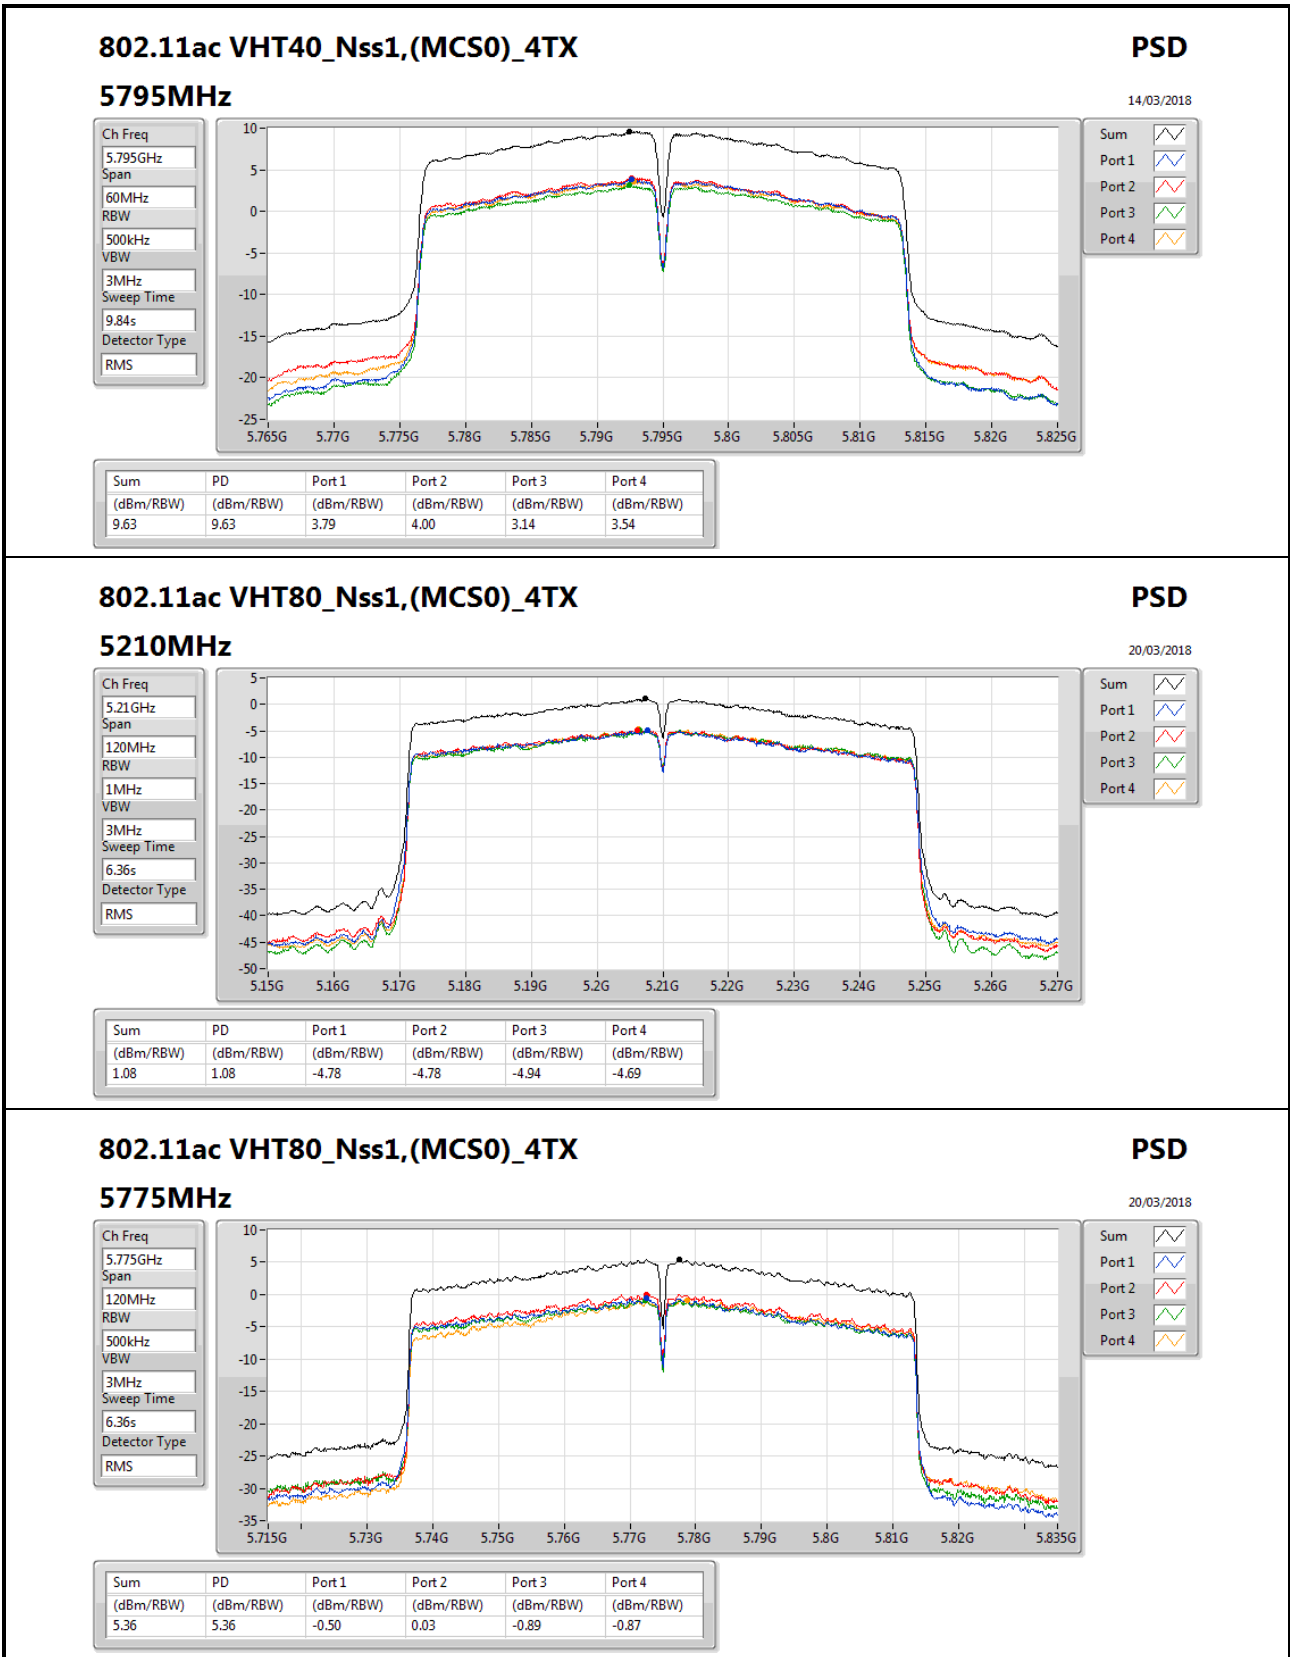 802.11ac VHT40_Nss1,(MCS0)_4TX PSD
5795MHz 14/03/2018
Ch Freq
5.795GHz
Span
60MHz
RBW
500kHz
VBW
3MHz
Sweep Time
9.84s
Detector Type
RMS
10
5
0
-5
-10
-15
-20
-25
5.765G 5.77G 5.775G 5.78G 5.785G 5.79G 5.795G 5.8G 5.805G 5.81G 5.815G 5.82G 5.825G
Sum
Port 1
Port 2
Port 3
Port 4
Sum PD Port 1 Port 2 Port 3 Port 4
(dBm/RBW) (dBm/RBW) (dBm/RBW) (dBm/RBW) (dBm/RBW) (dBm/RBW)
9.63 9.63 3.79 4.00 3.14 3.54
802.11ac VHT80_Nss1,(MCS0)_4TX PSD
5210MHz 20/03/2018
Ch Freq
5.21GHz
Span
120MHz
RBW
1MHz
VBW
3MHz
Sweep Time
6.36s
Detector Type
RMS
5
0
-5
-10
-15
-20
-25
-30
-35
-40
-45
-50
5.15G 5.16G 5.17G 5.18G 5.19G 5.2G 5.21G 5.22G 5.23G 5.24G 5.25G 5.26G 5.27G
Sum
Port 1
Port 2
Port 3
Port 4
Sum PD Port 1 Port 2 Port 3 Port 4
(dBm/RBW) (dBm/RBW) (dBm/RBW) (dBm/RBW) (dBm/RBW) (dBm/RBW)
1.08 1.08 -4.78 -4.78 -4.94 -4.69
802.11ac VHT80_Nss1,(MCS0)_4TX PSD
5775MHz 20/03/2018
Ch Freq
5.775GHz
Span
120MHz
RBW
500kHz
VBW
3MHz
Sweep Time
6.36s
Detector Type
RMS
10
5
0
-5
-10
-15
-20
-25
-30
-35
5.715G 5.73G 5.74G 5.75G 5.76G 5.77G 5.78G 5.79G 5.8G 5.81G 5.82G 5.835G
Sum
Port 1
Port 2
Port 3
Port 4
Sum PD Port 1 Port 2 Port 3 Port 4
(dBm/RBW) (dBm/RBW) (dBm/RBW) (dBm/RBW) (dBm/RBW) (dBm/RBW)
5.36 5.36 -0.50 0.03 -0.89 -0.87